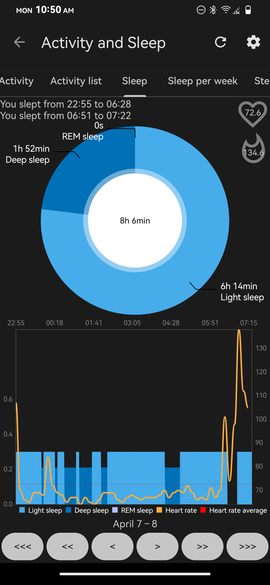 MON 10:50 AM
Activity and Sleep
Activity
Activity list
Sleep
Sleep per week
Ste
You slept from 22:55 to 06:28
You slept from 06:51 to 07:22
72.6
134.6
0s
REM sleep
1h 52min
Deep sleep
8h 6min
6h 14min
Light sleep
22:55 00:18 01:41 03:05 04:28 05:51 07:15
130
120
110
100
90
80
70
0.6
0.4
0.2
0.0
Light sleep Deep sleep REM sleep Heart rate Heart rate average
April 7 – 8
<<< << < > >> >>>